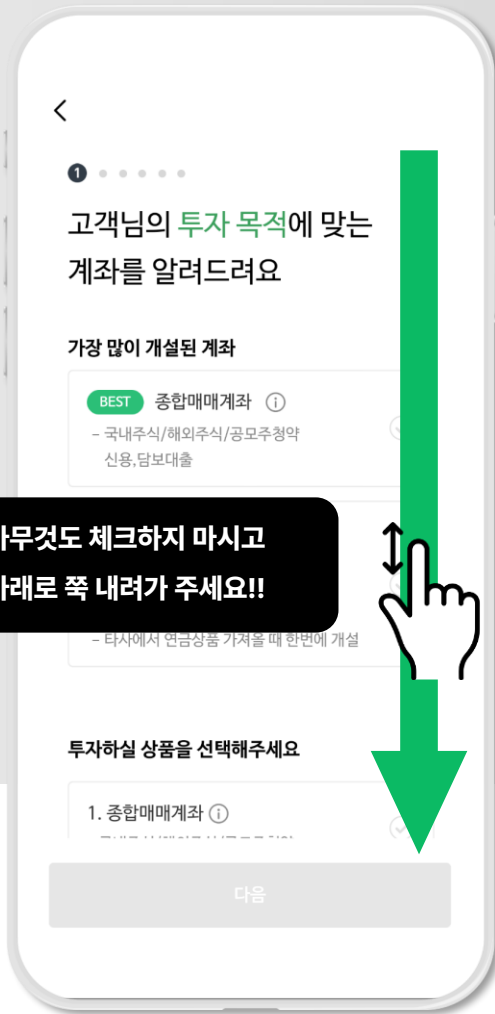 1
고객님의 투자 목적에 맞는
계좌를 알려드려요
가장 많이 개설된 계좌
BEST 종합매매계좌
- 국내주식/해외주식/공모주청약
신용,담보대출
아무것도 체크하지 마시고
아래로 쭉 내려가 주세요!!
- 타사에서 연금상품 가져올 때 한번에 개설
투자하실 상품을 선택해주세요
1. 종합매매계좌
다음